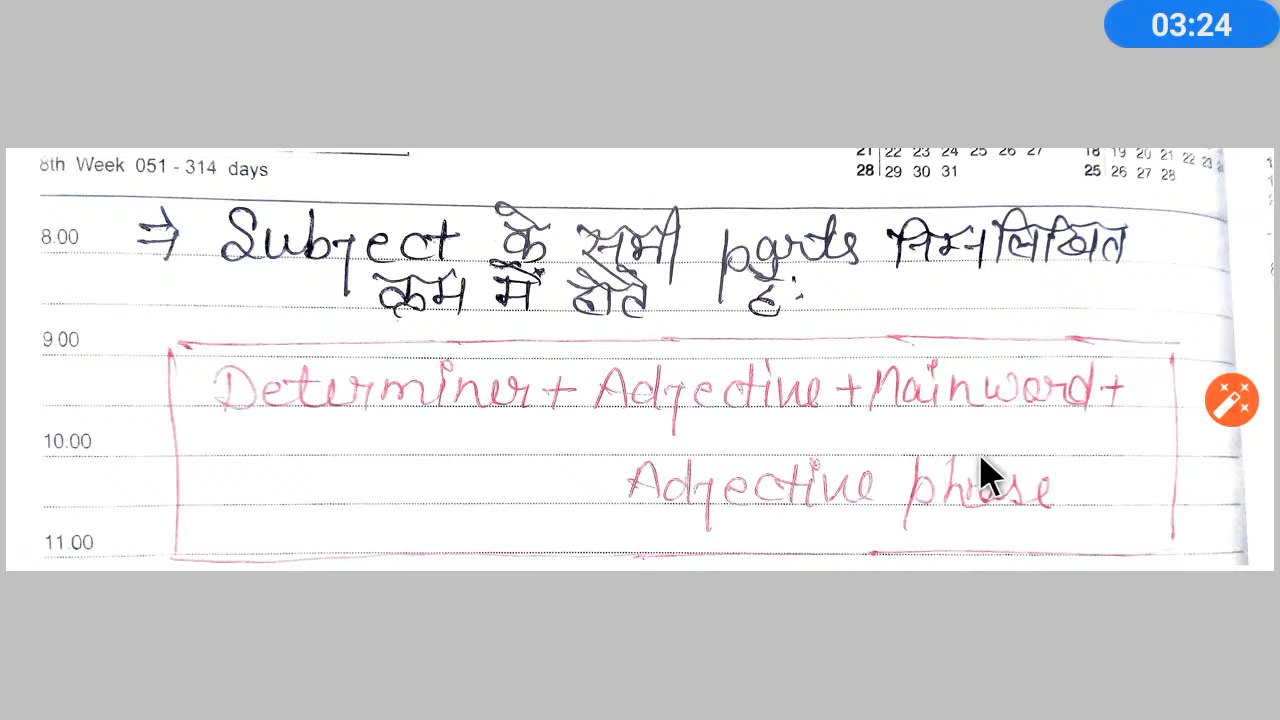 03:24
8th Week 051 - 314 days
21 22 23 24 25 26 27
28 29 30 31
18 19 20 21 22 23 24
25 26 27 28
8.00
⇒ Subject के सभी parts निम्नलिखित
क्रम में होते हैं:
9.00
Determiner + Adjective + Mainword +
10.00
Adjective phrase
11.00